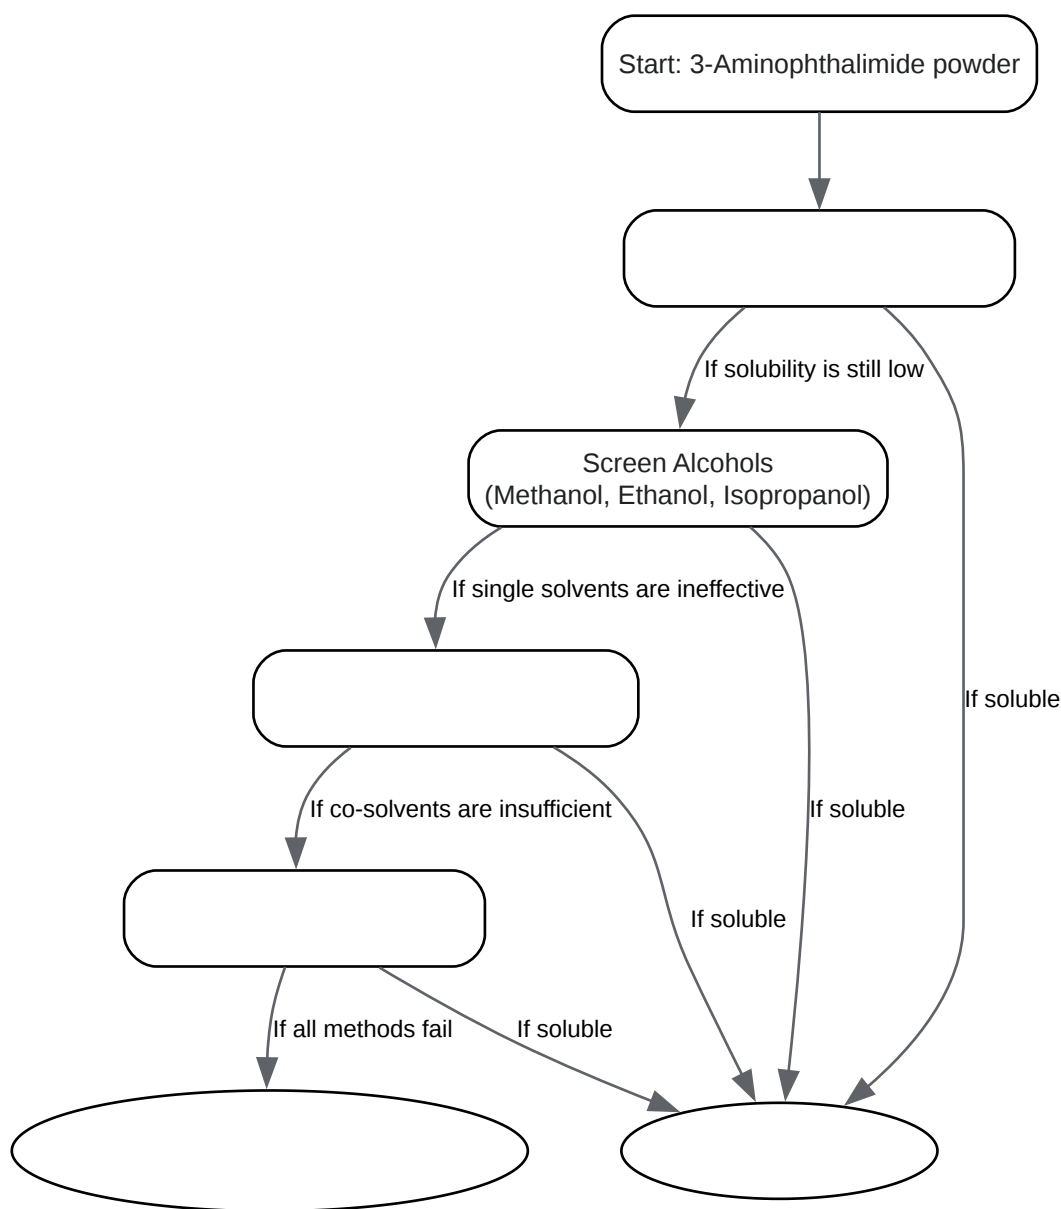 Start: 3-Aminophthalimide powder
If solubility is still low
Screen Alcohols
(Methanol, Ethanol, Isopropanol)
If single solvents are ineffective
If soluble
If co-solvents are insufficient
If soluble
If soluble
If all methods fail
If soluble